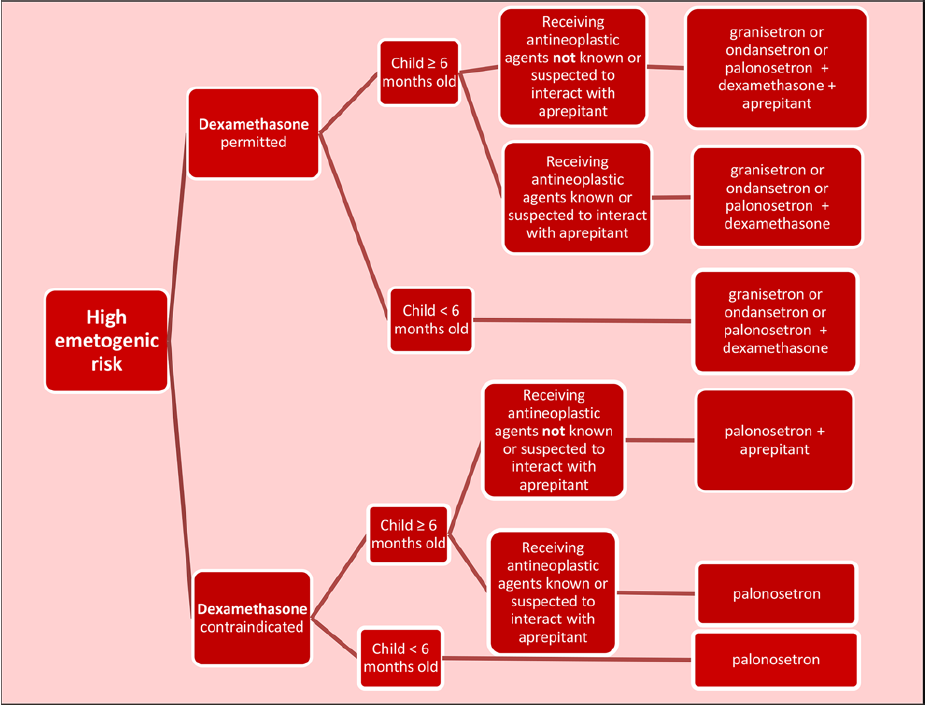 High
emetogenic
risk
Dexamethasone
permitted
Child ≥ 6
months old
Receiving
antineoplastic
agents not known or
suspected to
interact with
aprepitant
granisetron or
ondansetron or
palonosetron +
dexamethasone +
aprepitant
Receiving
antineoplastic
agents known or
suspected to interact
with aprepitant
granisetron or
ondansetron or
palonosetron +
dexamethasone
Child < 6
months old
granisetron or
ondansetron or
palonosetron +
dexamethasone
Dexamethasone
contraindicated
Child ≥ 6
months old
Receiving
antineoplastic
agents not known
or suspected to
interact with
aprepitant
palonosetron +
aprepitant
Receiving
antineoplastic
agents known or
suspected to
interact with
aprepitant
palonosetron
Child < 6
months old
palonosetron